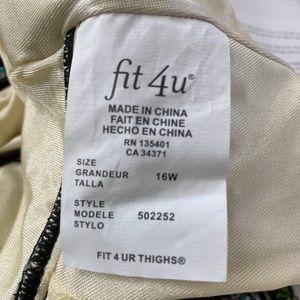 fit 4u®
MADE IN CHINA
FAIT EN CHINE
HECHO EN CHINA
RN 135401
CA 34371
SIZE
GRANDEUR 16W
TALLA
STYLE
MODELE 502252
STYLO
FIT 4 UR THIGHS®